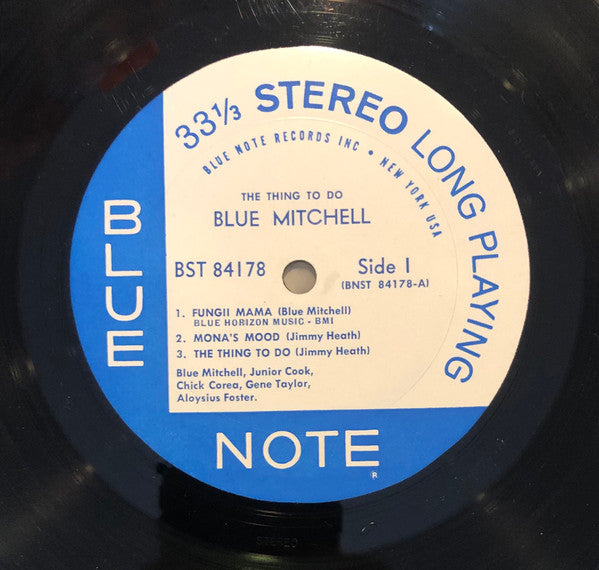 33⅓ STEREO LONG PLAYING
BLUE NOTE RECORDS INC • NEW YORK USA
THE THING TO DO
BLUE MITCHELL
BST 84178
Side 1
(BNST 84178-A)
1. FUNGII MAMA (Blue Mitchell)
BLUE HORIZON MUSIC - BMI
2. MONA'S MOOD (Jimmy Heath)
3. THE THING TO DO (Jimmy Heath)
Blue Mitchell, Junior Cook,
Chick Corea, Gene Taylor,
Aloysius Foster.
BLUE
NOTE
R
STEREO